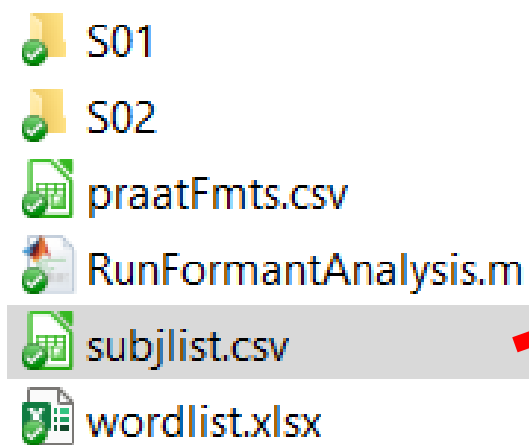 S01
S02
praatFmts.csv
RunFormantAnalysis.m
subjlist.csv
wordlist.xlsx